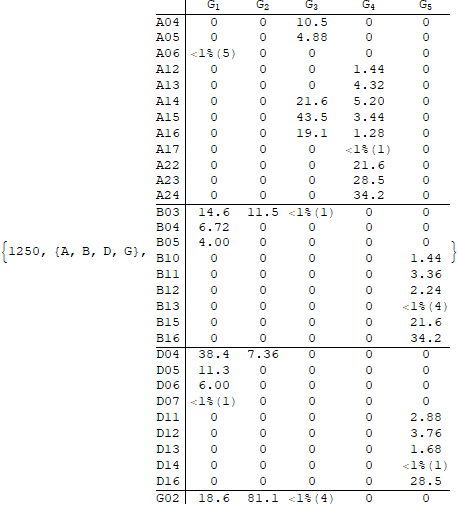 G₁ G₂ G₃ G₄ G₅
A04 0 0 10.5 0 0
A05 0 0 4.88 0 0
A06 <1%(5) 0 0 0 0
A12 0 0 0 1.44 0
A13 0 0 0 4.32 0
A14 0 0 21.6 5.20 0
A15 0 0 43.5 3.44 0
A16 0 0 19.1 1.28 0
A17 0 0 0 <1%(1) 0
A22 0 0 0 21.6 0
A23 0 0 0 28.5 0
A24 0 0 0 34.2 0
B03 14.6 11.5 <1%(1) 0 0
B04 6.72 0 0 0 0
B05 4.00 0 0 0 0
{1250, {A, B, D, G}, B10 0 0 0 0 1.44 }
B11 0 0 0 0 3.36
B12 0 0 0 0 2.24
B13 0 0 0 0 <1%(4)
B15 0 0 0 0 21.6
B16 0 0 0 0 34.2
D04 38.4 7.36 0 0 0
D05 11.3 0 0 0 0
D06 6.00 0 0 0 0
D07 <1%(1) 0 0 0 0
D11 0 0 0 0 2.88
D12 0 0 0 0 3.76
D13 0 0 0 0 1.68
D14 0 0 0 0 <1%(1)
D16 0 0 0 0 28.5
G02 18.6 81.1 <1%(4) 0 0